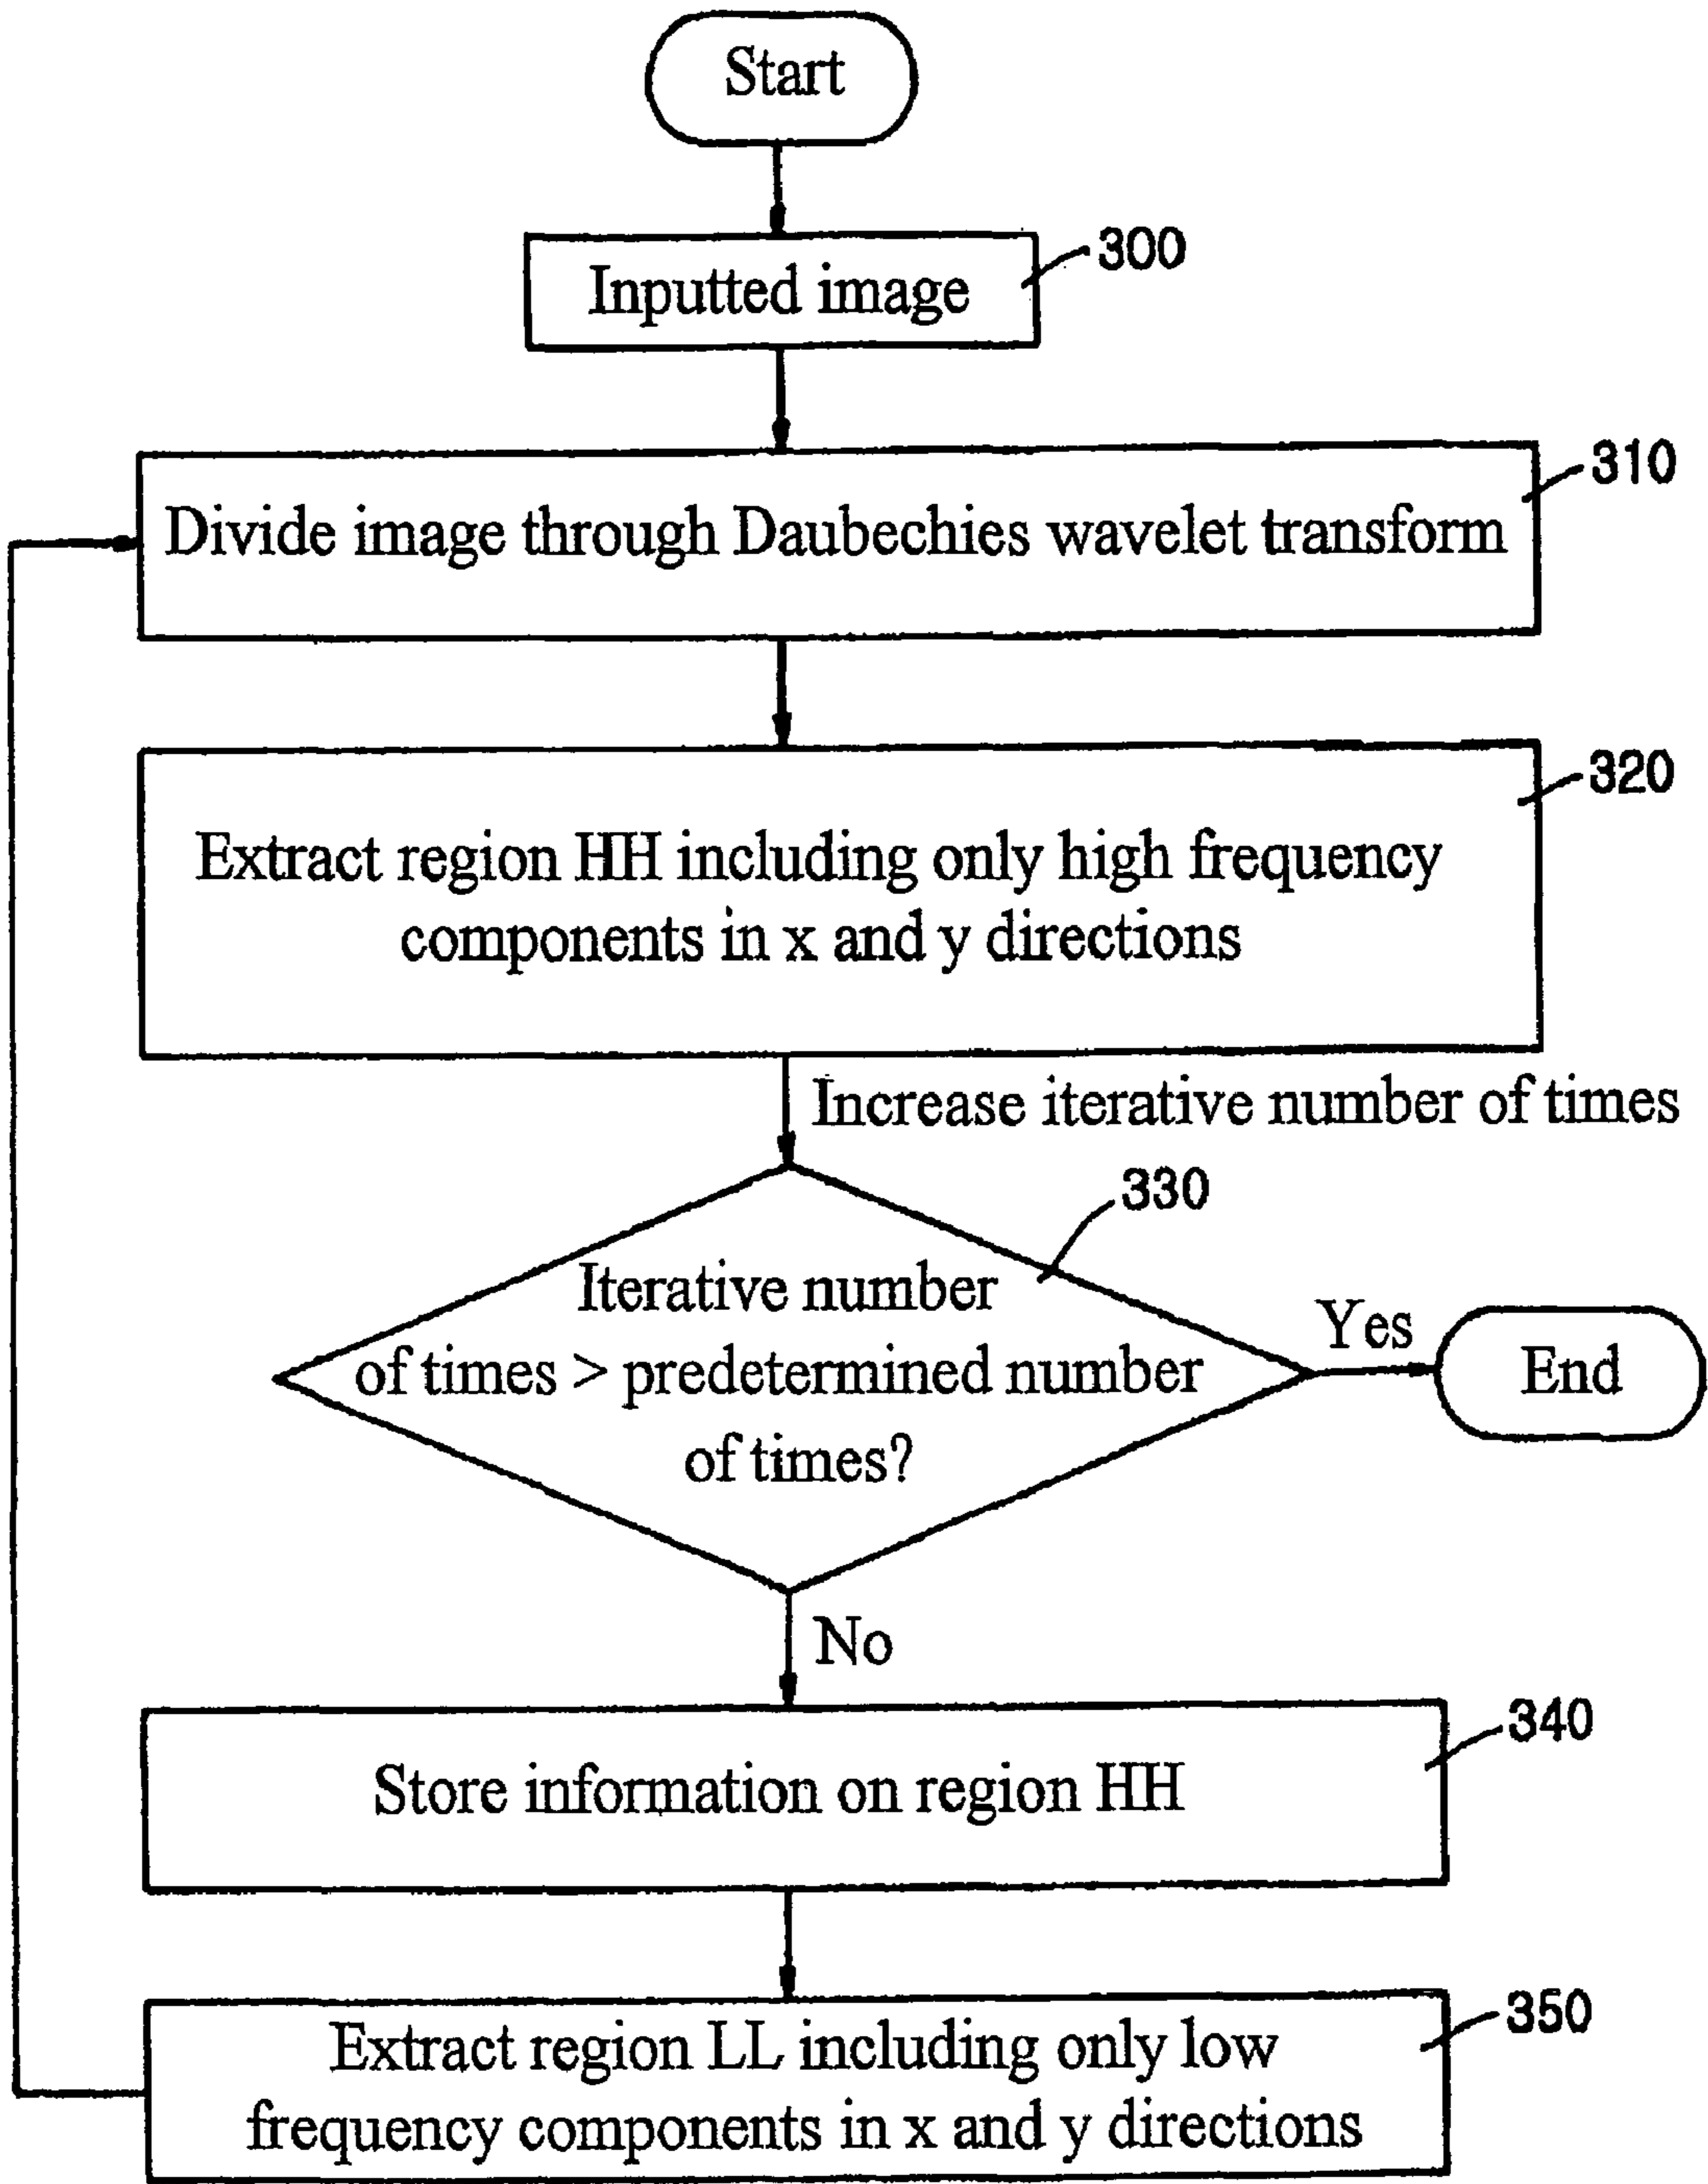 Start
300
Inputted image
310
Divide image through Daubechies wavelet transform
320
Extract region HH including only high frequency
components in x and y directions
Increase iterative number of times
330
Iterative number
of times > predetermined number
of times?
Yes
End
No
340
Store information on region HH
350
Extract region LL including only low
frequency components in x and y directions